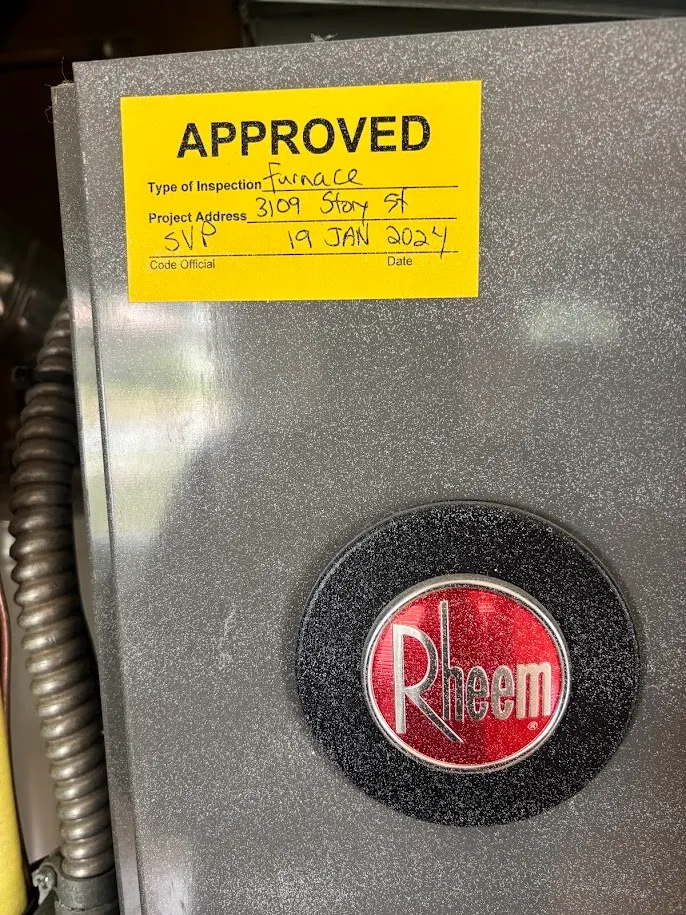 APPROVED
Type of Inspection Furnace
Project Address 3109 Story St
SVP 19 JAN 2024
Code Official Date
Rheem
®